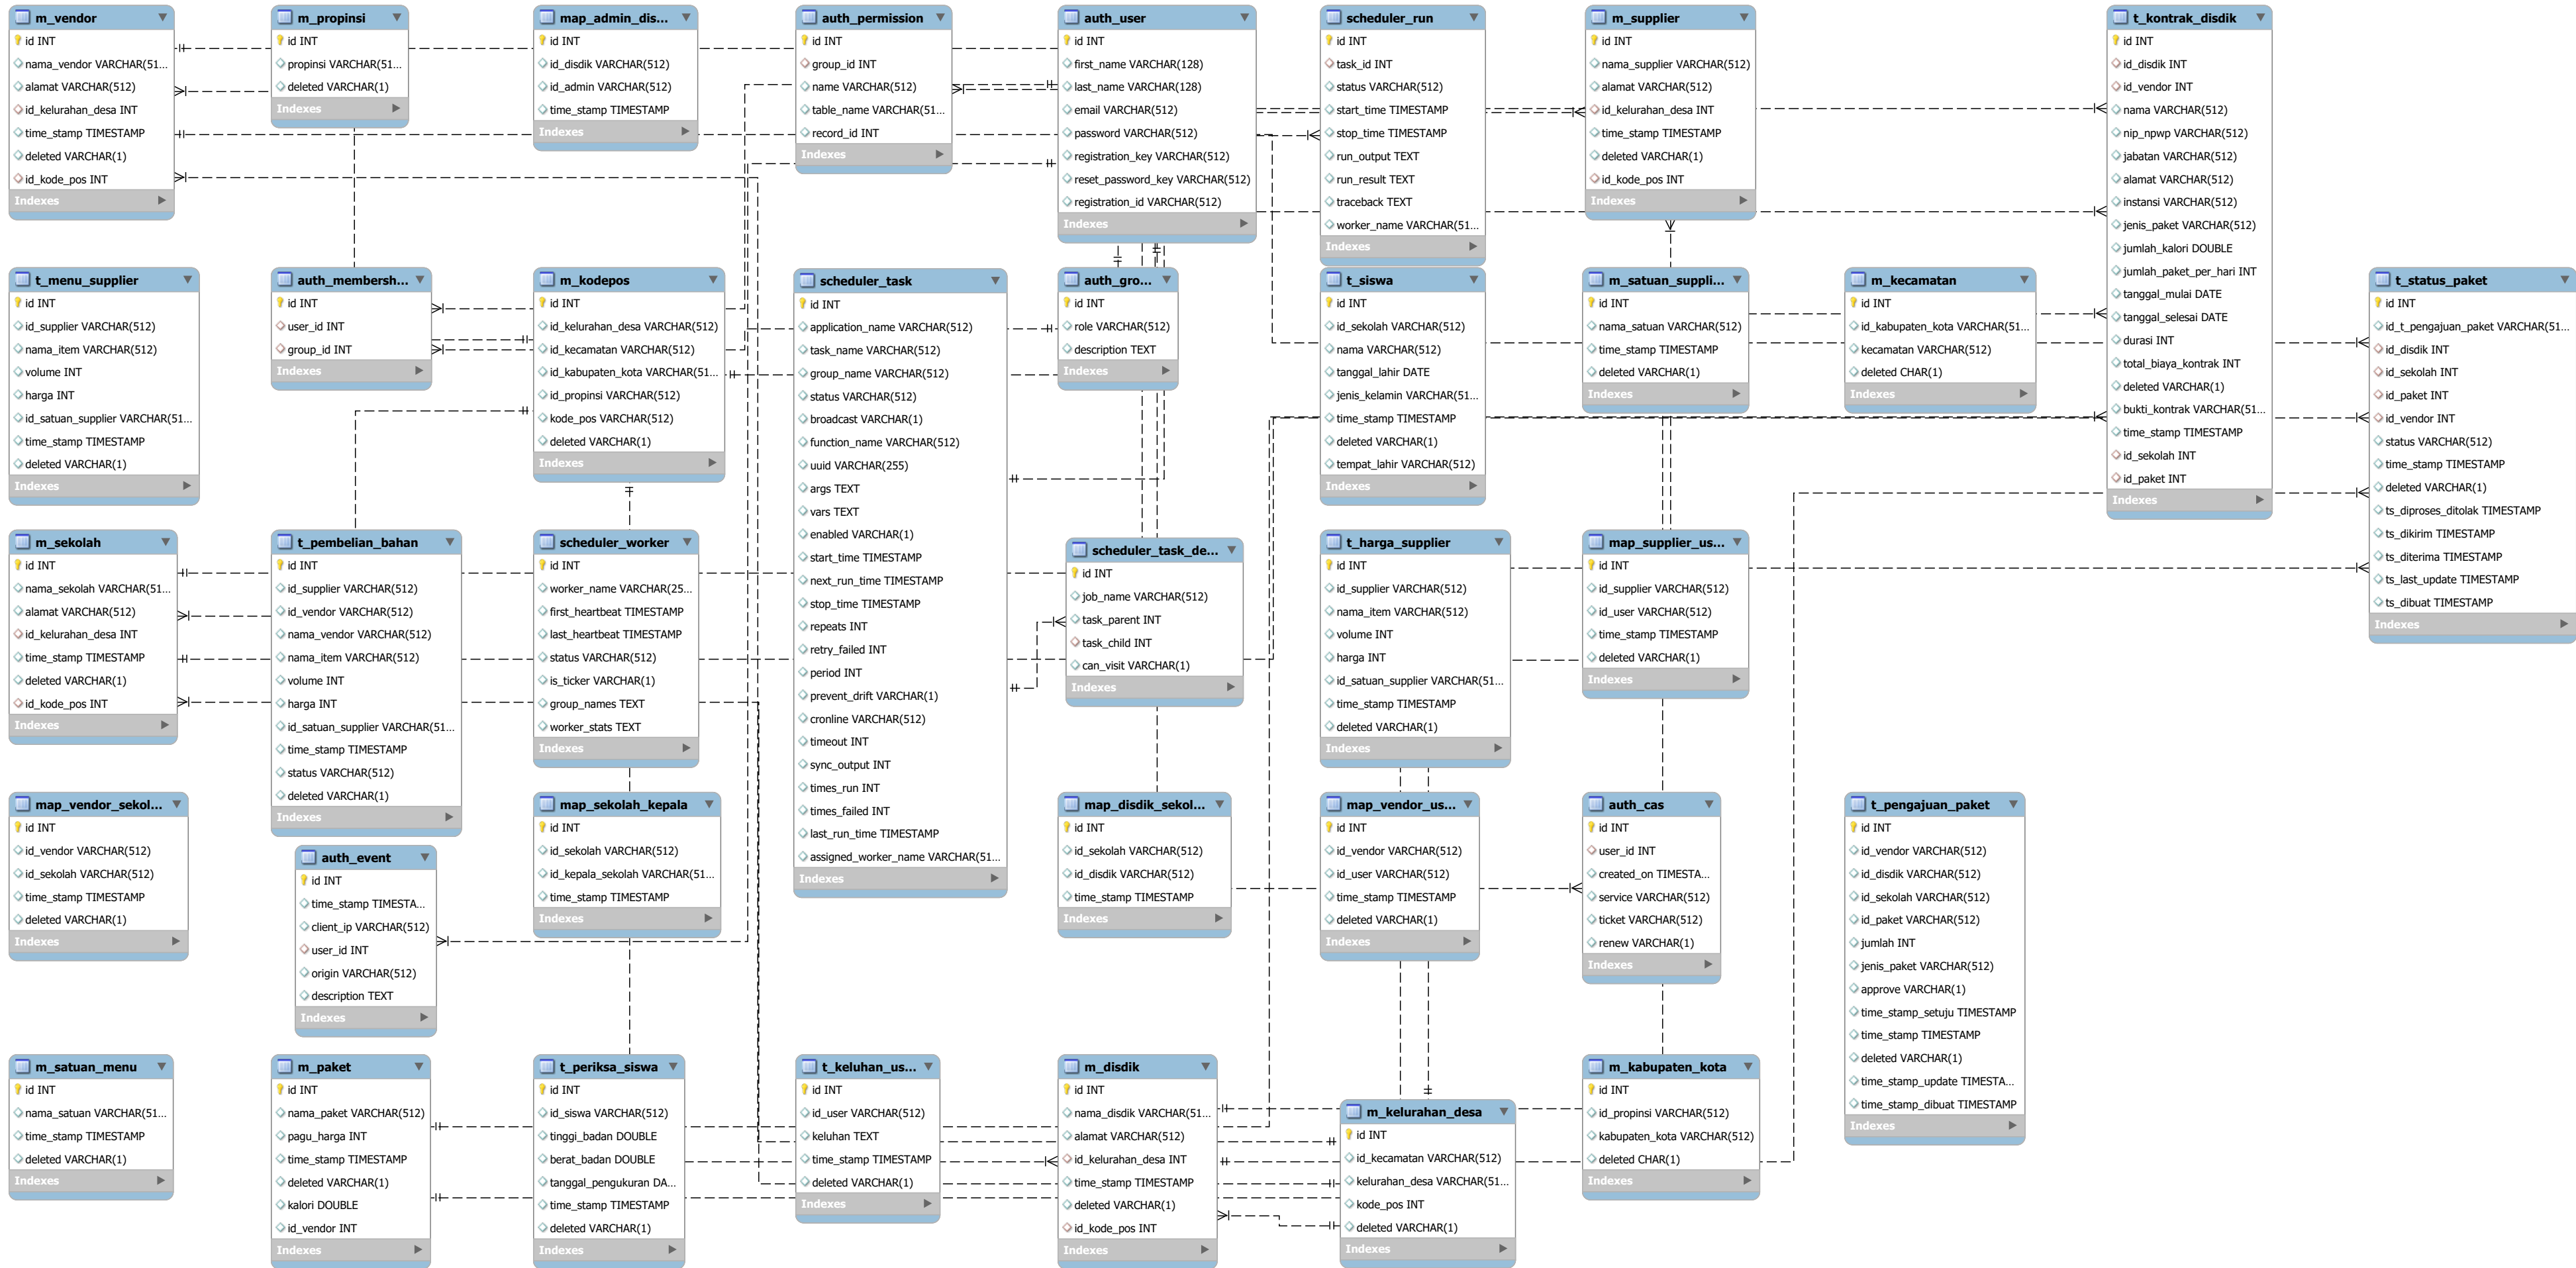 m_vendor
id INT
nama_vendor VARCHAR(51...
alamat VARCHAR(512)
id_kelurahan_desa INT
time_stamp TIMESTAMP
deleted VARCHAR(1)
id_kode_pos INT
Indexes
m_propinsi
id INT
propinsi VARCHAR(51...
deleted VARCHAR(1)
Indexes
map_admin_dis...
id INT
id_disdik VARCHAR(512)
id_admin VARCHAR(512)
time_stamp TIMESTAMP
Indexes
auth_permission
id INT
group_id INT
name VARCHAR(512)
table_name VARCHAR(51...
record_id INT
Indexes
auth_user
id INT
first_name VARCHAR(128)
last_name VARCHAR(128)
email VARCHAR(512)
password VARCHAR(512)
registration_key VARCHAR(512)
reset_password_key VARCHAR(512)
registration_id VARCHAR(512)
Indexes
scheduler_run
id INT
task_id INT
status VARCHAR(512)
start_time TIMESTAMP
stop_time TIMESTAMP
run_output TEXT
run_result TEXT
traceback TEXT
worker_name VARCHAR(51...
Indexes
m_supplier
id INT
nama_supplier VARCHAR(512)
alamat VARCHAR(512)
id_kelurahan_desa INT
time_stamp TIMESTAMP
deleted VARCHAR(1)
id_kode_pos INT
Indexes
t_kontrak_disdik
id INT
id_disdik INT
id_vendor INT
nama VARCHAR(512)
nip_npwp VARCHAR(512)
jabatan VARCHAR(512)
alamat VARCHAR(512)
instansi VARCHAR(512)
jenis_paket VARCHAR(512)
jumlah_kalori DOUBLE
jumlah_paket_per_hari INT
tanggal_mulai DATE
tanggal_selesai DATE
durasi INT
total_biaya_kontrak INT
deleted VARCHAR(1)
bukti_kontrak VARCHAR(51...
time_stamp TIMESTAMP
id_sekolah INT
id_paket INT
Indexes
t_menu_supplier
id INT
id_supplier VARCHAR(512)
nama_item VARCHAR(512)
volume INT
harga INT
id_satuan_supplier VARCHAR(51...
time_stamp TIMESTAMP
deleted VARCHAR(1)
Indexes
auth_membersh...
id INT
user_id INT
group_id INT
Indexes
m_kodepos
id INT
id_kelurahan_desa VARCHAR(512)
id_kecamatan VARCHAR(512)
id_kabupaten_kota VARCHAR(51...
id_propinsi VARCHAR(512)
kode_pos VARCHAR(512)
deleted VARCHAR(1)
Indexes
scheduler_task
id INT
application_name VARCHAR(512)
task_name VARCHAR(512)
group_name VARCHAR(512)
status VARCHAR(512)
broadcast VARCHAR(1)
function_name VARCHAR(512)
uuid VARCHAR(255)
args TEXT
vars TEXT
enabled VARCHAR(1)
start_time TIMESTAMP
next_run_time TIMESTAMP
stop_time TIMESTAMP
repeats INT
retry_failed INT
period INT
prevent_drift VARCHAR(1)
cronline VARCHAR(512)
timeout INT
sync_output INT
times_run INT
times_failed INT
last_run_time TIMESTAMP
assigned_worker_name VARCHAR(51...
Indexes
auth_gro...
id INT
role VARCHAR(512)
description TEXT
Indexes
t_siswa
id INT
id_sekolah VARCHAR(512)
nama VARCHAR(512)
tanggal_lahir DATE
jenis_kelamin VARCHAR(51...
time_stamp TIMESTAMP
deleted VARCHAR(1)
tempat_lahir VARCHAR(512)
Indexes
m_satuan_suppli...
id INT
nama_satuan VARCHAR(512)
time_stamp TIMESTAMP
deleted VARCHAR(1)
Indexes
m_kecamatan
id INT
id_kabupaten_kota VARCHAR(51...
kecamatan VARCHAR(512)
deleted CHAR(1)
Indexes
t_status_paket
id INT
id_t_pengajuan_paket VARCHAR(51...
id_disdik INT
id_sekolah INT
id_paket INT
id_vendor INT
status VARCHAR(512)
time_stamp TIMESTAMP
deleted VARCHAR(1)
ts_diproses_ditolak TIMESTAMP
ts_dikirim TIMESTAMP
ts_diterima TIMESTAMP
ts_last_update TIMESTAMP
ts_dibuat TIMESTAMP
Indexes
m_sekolah
id INT
nama_sekolah VARCHAR(51...
alamat VARCHAR(512)
id_kelurahan_desa INT
time_stamp TIMESTAMP
deleted VARCHAR(1)
id_kode_pos INT
Indexes
t_pembelian_bahan
id INT
id_supplier VARCHAR(512)
id_vendor VARCHAR(512)
nama_vendor VARCHAR(512)
nama_item VARCHAR(512)
volume INT
harga INT
id_satuan_supplier VARCHAR(51...
time_stamp TIMESTAMP
status VARCHAR(512)
deleted VARCHAR(1)
Indexes
scheduler_worker
id INT
worker_name VARCHAR(25...
first_heartbeat TIMESTAMP
last_heartbeat TIMESTAMP
status VARCHAR(512)
is_ticker VARCHAR(1)
group_names TEXT
worker_stats TEXT
Indexes
scheduler_task_de...
id INT
job_name VARCHAR(512)
task_parent INT
task_child INT
can_visit VARCHAR(1)
Indexes
t_harga_supplier
id INT
id_supplier VARCHAR(512)
nama_item VARCHAR(512)
volume INT
harga INT
id_satuan_supplier VARCHAR(51...
time_stamp TIMESTAMP
deleted VARCHAR(1)
Indexes
map_supplier_us...
id INT
id_supplier VARCHAR(512)
id_user VARCHAR(512)
time_stamp TIMESTAMP
deleted VARCHAR(1)
Indexes
map_vendor_sekol...
id INT
id_vendor VARCHAR(512)
id_sekolah VARCHAR(512)
time_stamp TIMESTAMP
deleted VARCHAR(1)
Indexes
auth_event
id INT
time_stamp TIMESTA...
client_ip VARCHAR(512)
user_id INT
origin VARCHAR(512)
description TEXT
Indexes
map_sekolah_kepala
id INT
id_sekolah VARCHAR(512)
id_kepala_sekolah VARCHAR(51...
time_stamp TIMESTAMP
Indexes
map_disdik_sekol...
id INT
id_sekolah VARCHAR(512)
id_disdik VARCHAR(512)
time_stamp TIMESTAMP
Indexes
map_vendor_us...
id INT
id_vendor VARCHAR(512)
id_user VARCHAR(512)
time_stamp TIMESTAMP
deleted VARCHAR(1)
Indexes
auth_cas
id INT
user_id INT
created_on TIMESTA...
service VARCHAR(512)
ticket VARCHAR(512)
renew VARCHAR(1)
Indexes
t_pengajuan_paket
id INT
id_vendor VARCHAR(512)
id_disdik VARCHAR(512)
id_sekolah VARCHAR(512)
id_paket VARCHAR(512)
jumlah INT
jenis_paket VARCHAR(512)
approve VARCHAR(1)
time_stamp_setuju TIMESTAMP
time_stamp TIMESTAMP
deleted VARCHAR(1)
time_stamp_update TIMESTA...
time_stamp_dibuat TIMESTAMP
Indexes
m_satuan_menu
id INT
nama_satuan VARCHAR(51...
time_stamp TIMESTAMP
deleted VARCHAR(1)
Indexes
m_paket
id INT
nama_paket VARCHAR(512)
pagu_harga INT
time_stamp TIMESTAMP
deleted VARCHAR(1)
kalori DOUBLE
id_vendor INT
Indexes
t_periksa_siswa
id INT
id_siswa VARCHAR(512)
tinggi_badan DOUBLE
berat_badan DOUBLE
tanggal_pengukuran DA...
time_stamp TIMESTAMP
deleted VARCHAR(1)
Indexes
t_keluhan_us...
id INT
id_user VARCHAR(512)
keluhan TEXT
time_stamp TIMESTAMP
deleted VARCHAR(1)
Indexes
m_disdik
id INT
nama_disdik VARCHAR(51...
alamat VARCHAR(512)
id_kelurahan_desa INT
time_stamp TIMESTAMP
deleted VARCHAR(1)
id_kode_pos INT
Indexes
m_kelurahan_desa
id INT
id_kecamatan VARCHAR(512)
kelurahan_desa VARCHAR(51...
kode_pos INT
deleted VARCHAR(1)
Indexes
m_kabupaten_kota
id INT
id_propinsi VARCHAR(512)
kabupaten_kota VARCHAR(512)
deleted CHAR(1)
Indexes